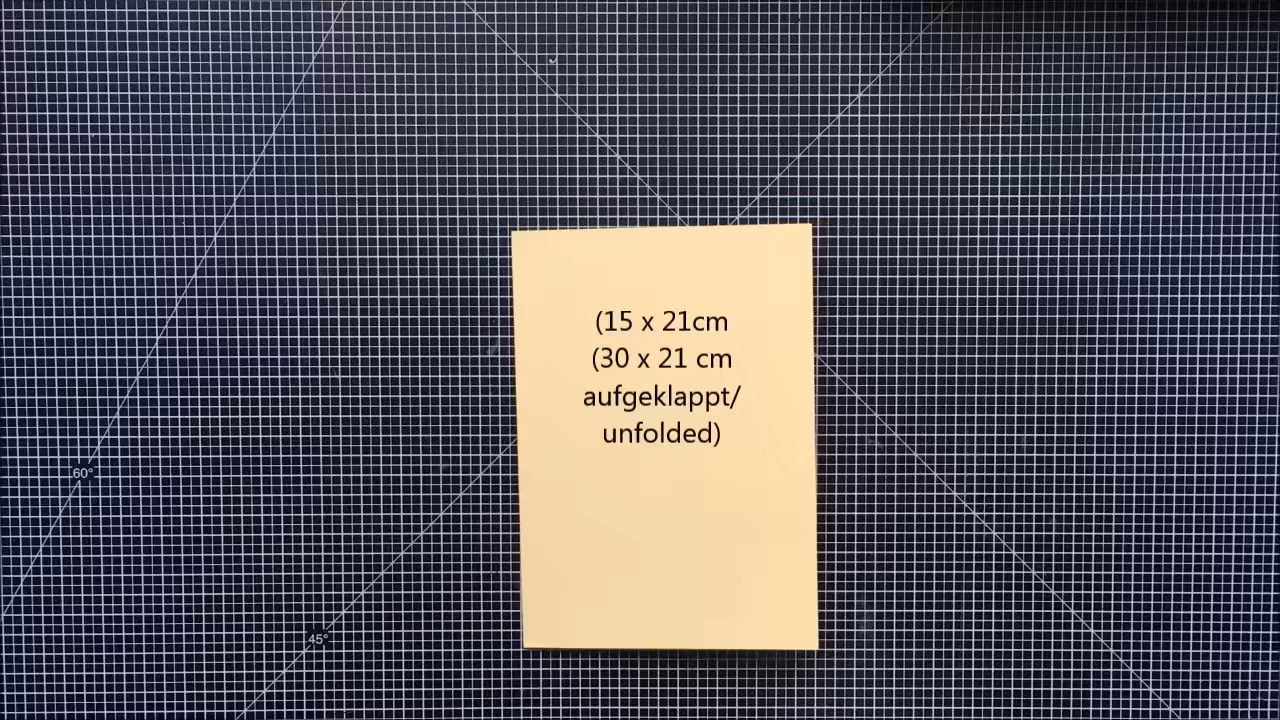 (15 x 21cm
(30 x 21 cm
aufgeklappt/
unfolded)
60°
45°